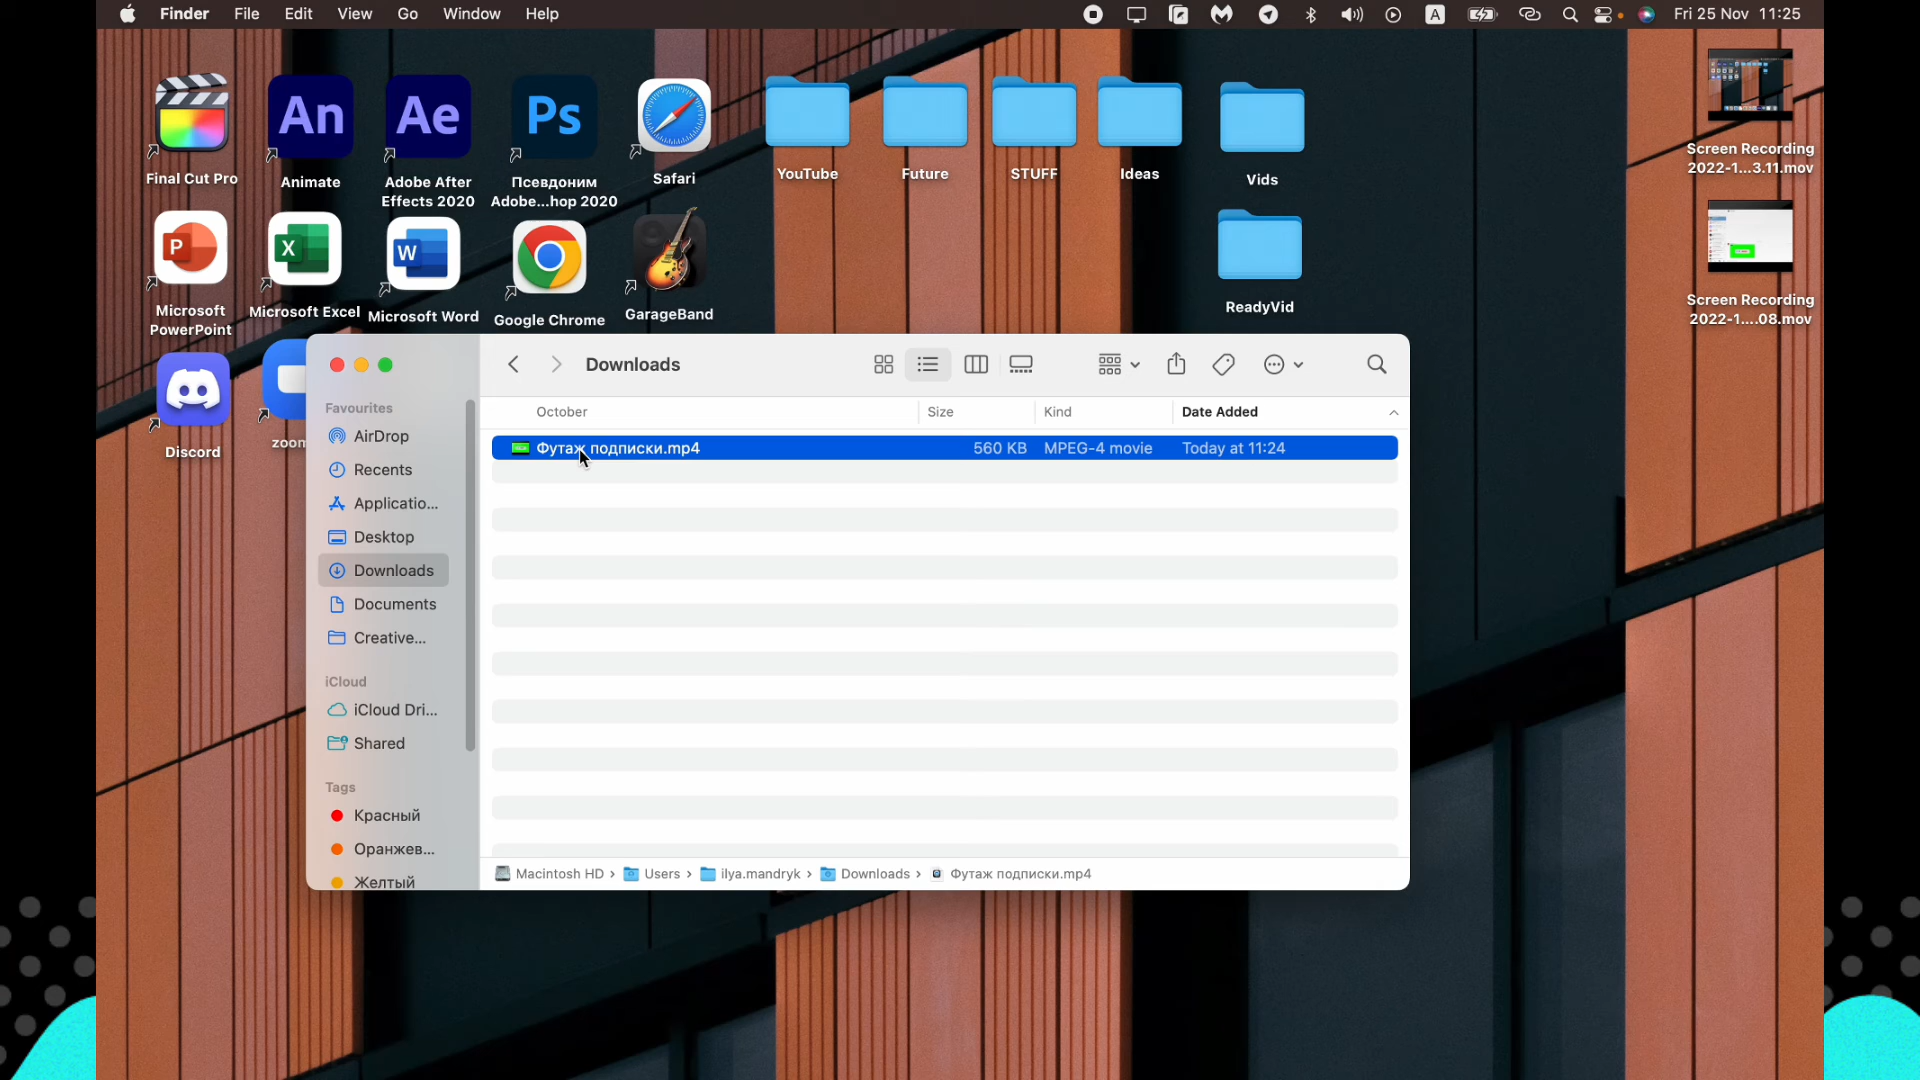 Finder File Edit View Go Window Help
A Fri 25 Nov 11:25
Final Cut Pro
An
Animate
Ae
Adobe After
Effects 2020
Ps
Псевдоним
Adobe...hop 2020
Safari
YouTube
Future
STUFF
Ideas
Vids
Screen Recording
2022-1...3.11.mov
P
Microsoft
PowerPoint
X
Microsoft Excel
W
Microsoft Word
Google Chrome
GarageBand
ReadyVid
Screen Recording
2022-1....08.mov
Discord
zoom
Downloads
Favourites
AirDrop
Recents
Applicatio...
Desktop
Downloads
Documents
Creative...
iCloud
iCloud Dri...
Shared
Tags
Красный
Оранжев...
Желтый
October Size Kind Date Added
Футаж подписки.mp4 560 KB MPEG-4 movie Today at 11:24
Macintosh HD › Users › ilya.mandryk › Downloads › Футаж подписки.mp4